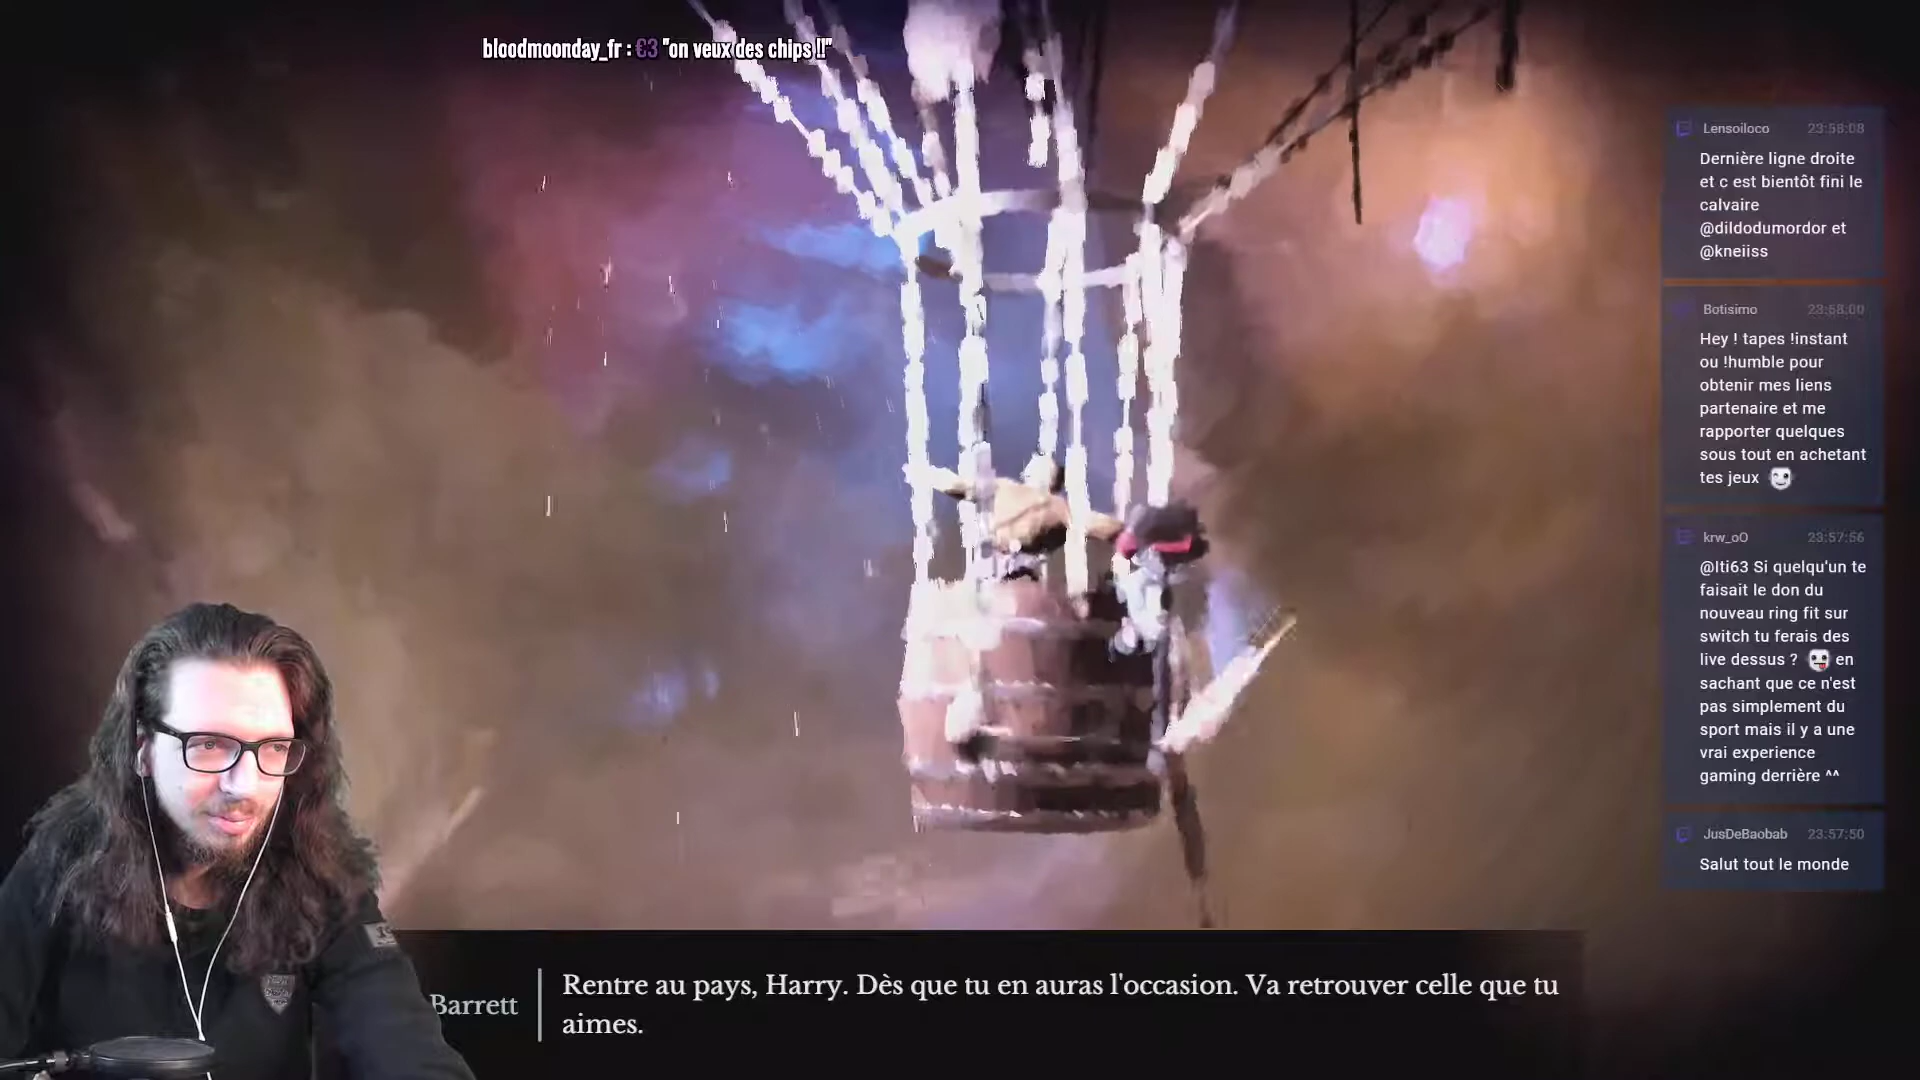 bloodmoonday_fr : €3 "on veux des chips !!"
Lensoiloco 23:58:08
Dernière ligne droite
et c est bientôt fini le
calvaire
@dildodumordor et
@kneiiss
Botisimo 23:58:00
Hey ! tapes !instant
ou !humble pour
obtenir mes liens
partenaire et me
rapporter quelques
sous tout en achetant
tes jeux
krw_oO 23:57:56
@Iti63 Si quelqu'un te
faisait le don du
nouveau ring fit sur
switch tu ferais des
live dessus ? en
sachant que ce n'est
pas simplement du
sport mais il y a une
vrai experience
gaming derrière ^^
JusDeBaobab 23:57:50
Salut tout le monde
Barrett
Rentre au pays, Harry. Dès que tu en auras l'occasion. Va retrouver celle que tu
aimes.